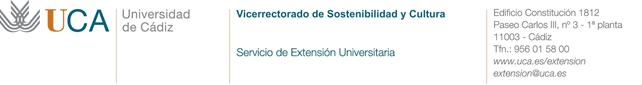 UCA
Universidad
de Cádiz
Vicerrectorado de Sostenibilidad y Cultura
Servicio de Extensión Universitaria
Edificio Constitución 1812
Paseo Carlos III, nº 3 - 1ª planta
11003 - Cádiz
Tfn.: 956 01 58 00
www.uca.es/extension
extension@uca.es